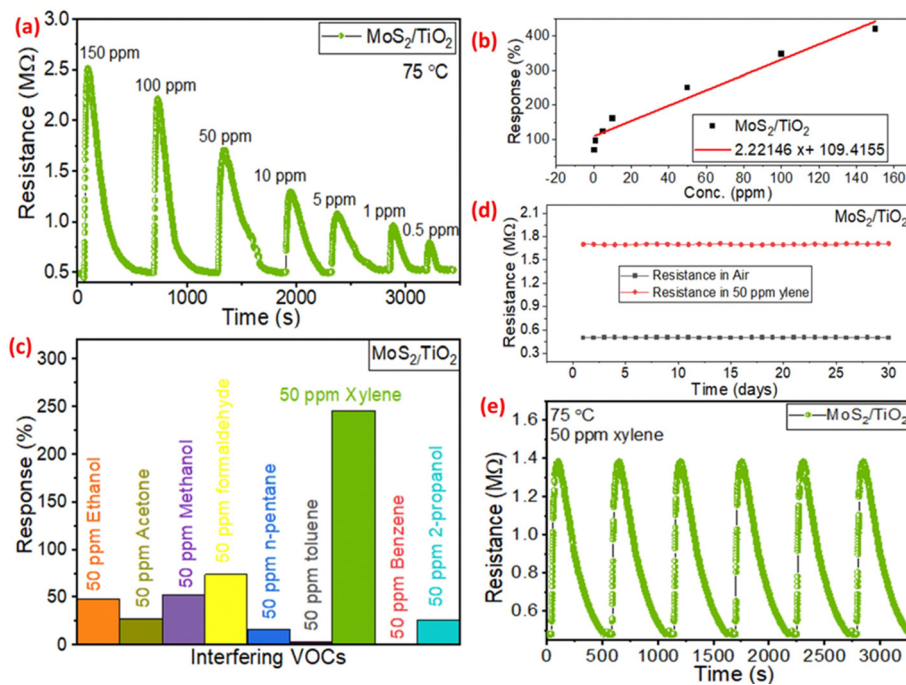 (a)
3.0
2.5
2.0
1.5
1.0
0.5
Resistance (MΩ)
150 ppm
100 ppm
50 ppm
10 ppm
5 ppm
1 ppm
0.5 ppm
MoS2/TiO2
75 °C
0 1000 2000 3000
Time (s)
(b)
400
300
200
100
0
Response (%)
MoS2/TiO2
2.22146 x+ 109.4155
-20 0 20 40 60 80 100 120 140 160
Conc. (ppm)
(d)
2.1
1.8
1.5
1.2
0.9
0.6
0.3
Resistance (MΩ)
MoS2/TiO2
Resistance in Air
Resistance in 50 ppm ylene
0 5 10 15 20 25 30
Time (days)
(c)
300
250
200
150
100
50
0
Response (%)
MoS2/TiO2
50 ppm Ethanol
50 ppm Acetone
50 ppm Methanol
50 ppm formaldehyde
50 ppm n-pentane
50 ppm toluene
50 ppm Xylene
50 ppm Benzene
50 ppm 2-propanol
Interfering VOCs
(e)
75 °C
50 ppm xylene
MoS2/TiO2
1.6
1.4
1.2
1.0
0.8
0.6
Resistance (MΩ)
0 500 1000 1500 2000 2500 3000
Time (s)